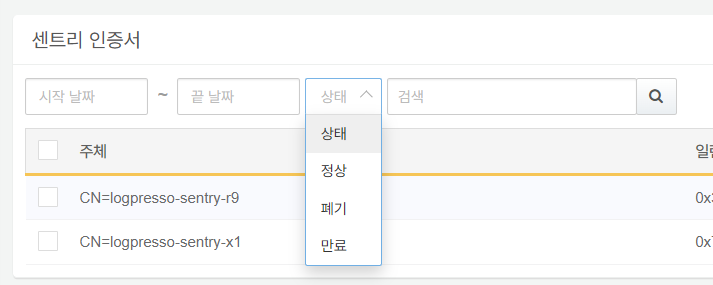 센트리 인증서
시작 날짜 ~ 끝 날짜 상태 검색
상태
주체
정상
CN=logpresso-sentry-r9
폐기
CN=logpresso-sentry-x1
만료